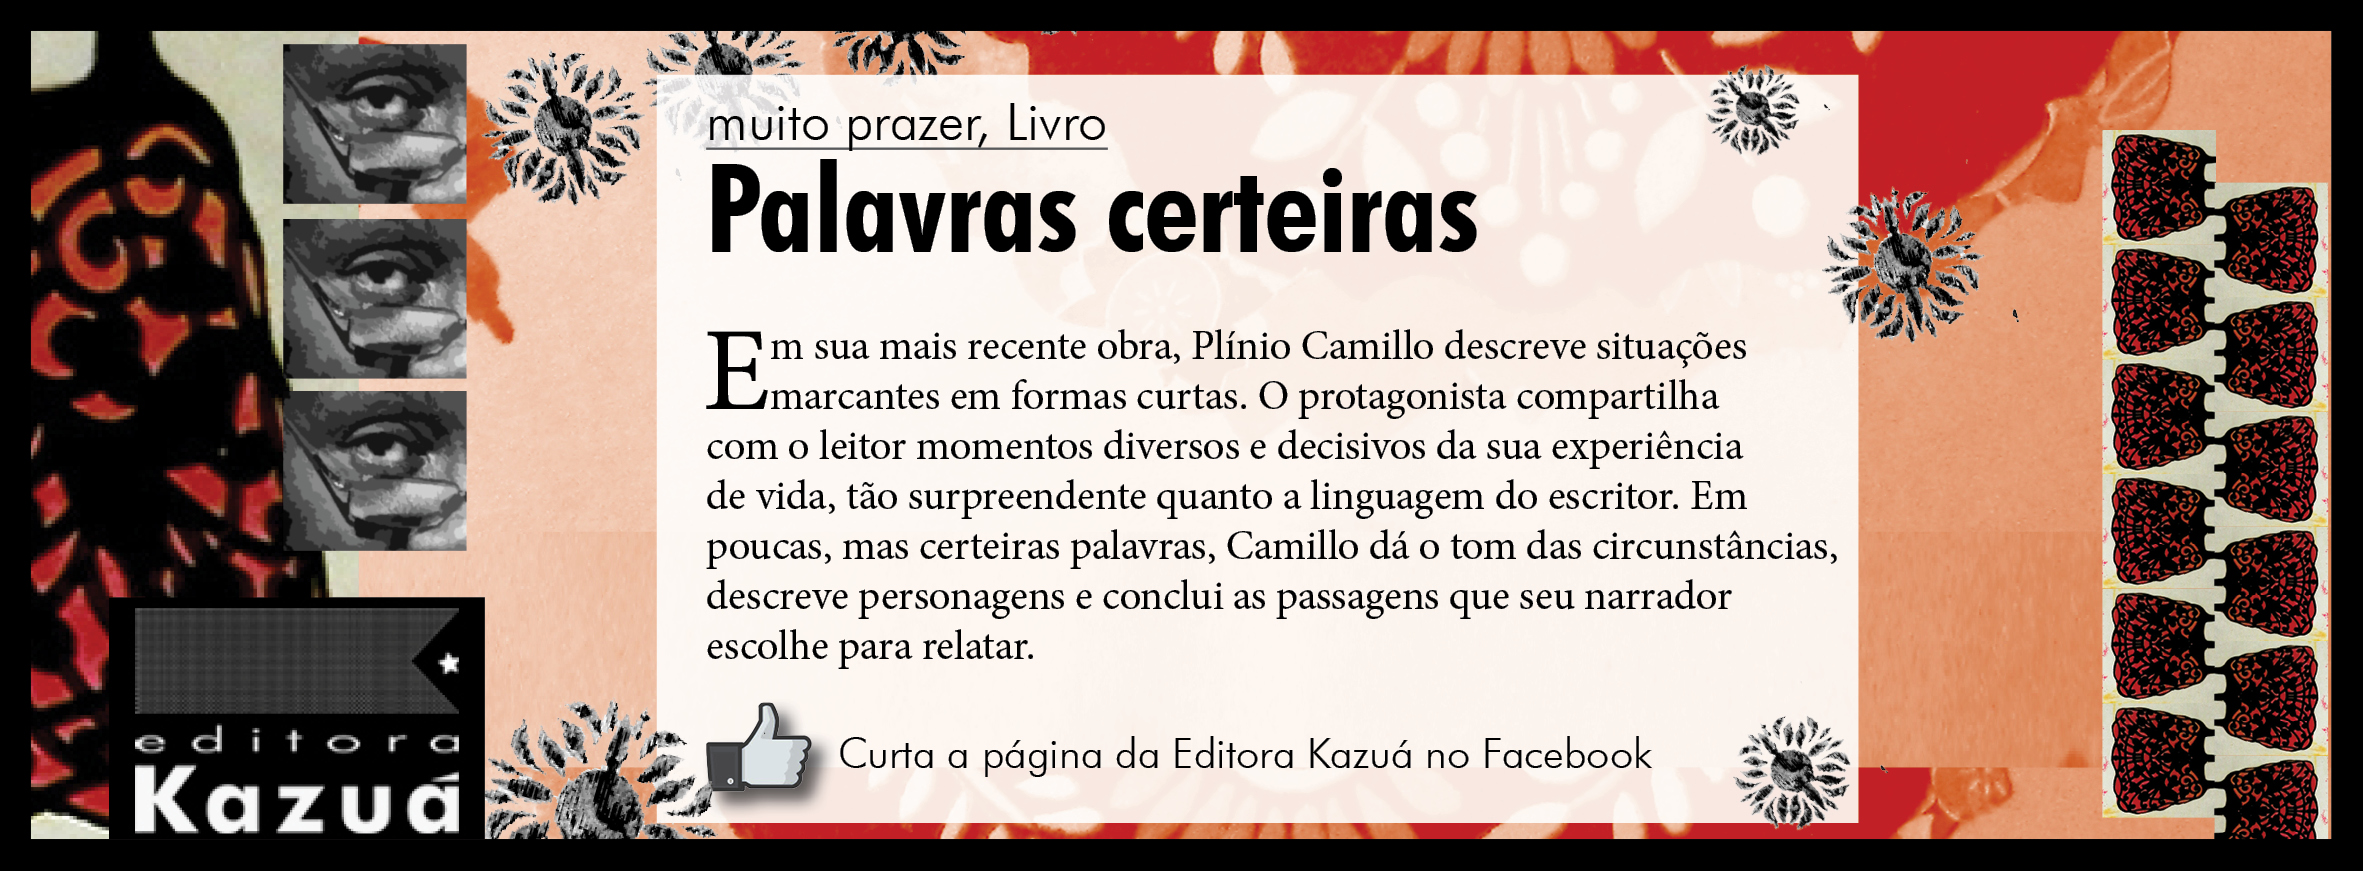 muito prazer, Livro
Palavras certeiras
Em sua mais recente obra, Plínio Camillo descreve situações
marcantes em formas curtas. O protagonista compartilha
com o leitor momentos diversos e decisivos da sua experiência
de vida, tão surpreendente quanto a linguagem do escritor. Em
poucas, mas certeiras palavras, Camillo dá o tom das circunstâncias,
descreve personagens e conclui as passagens que seu narrador
escolhe para relatar.
Curta a página da Editora Kazuá no Facebook
editora
Kazuá